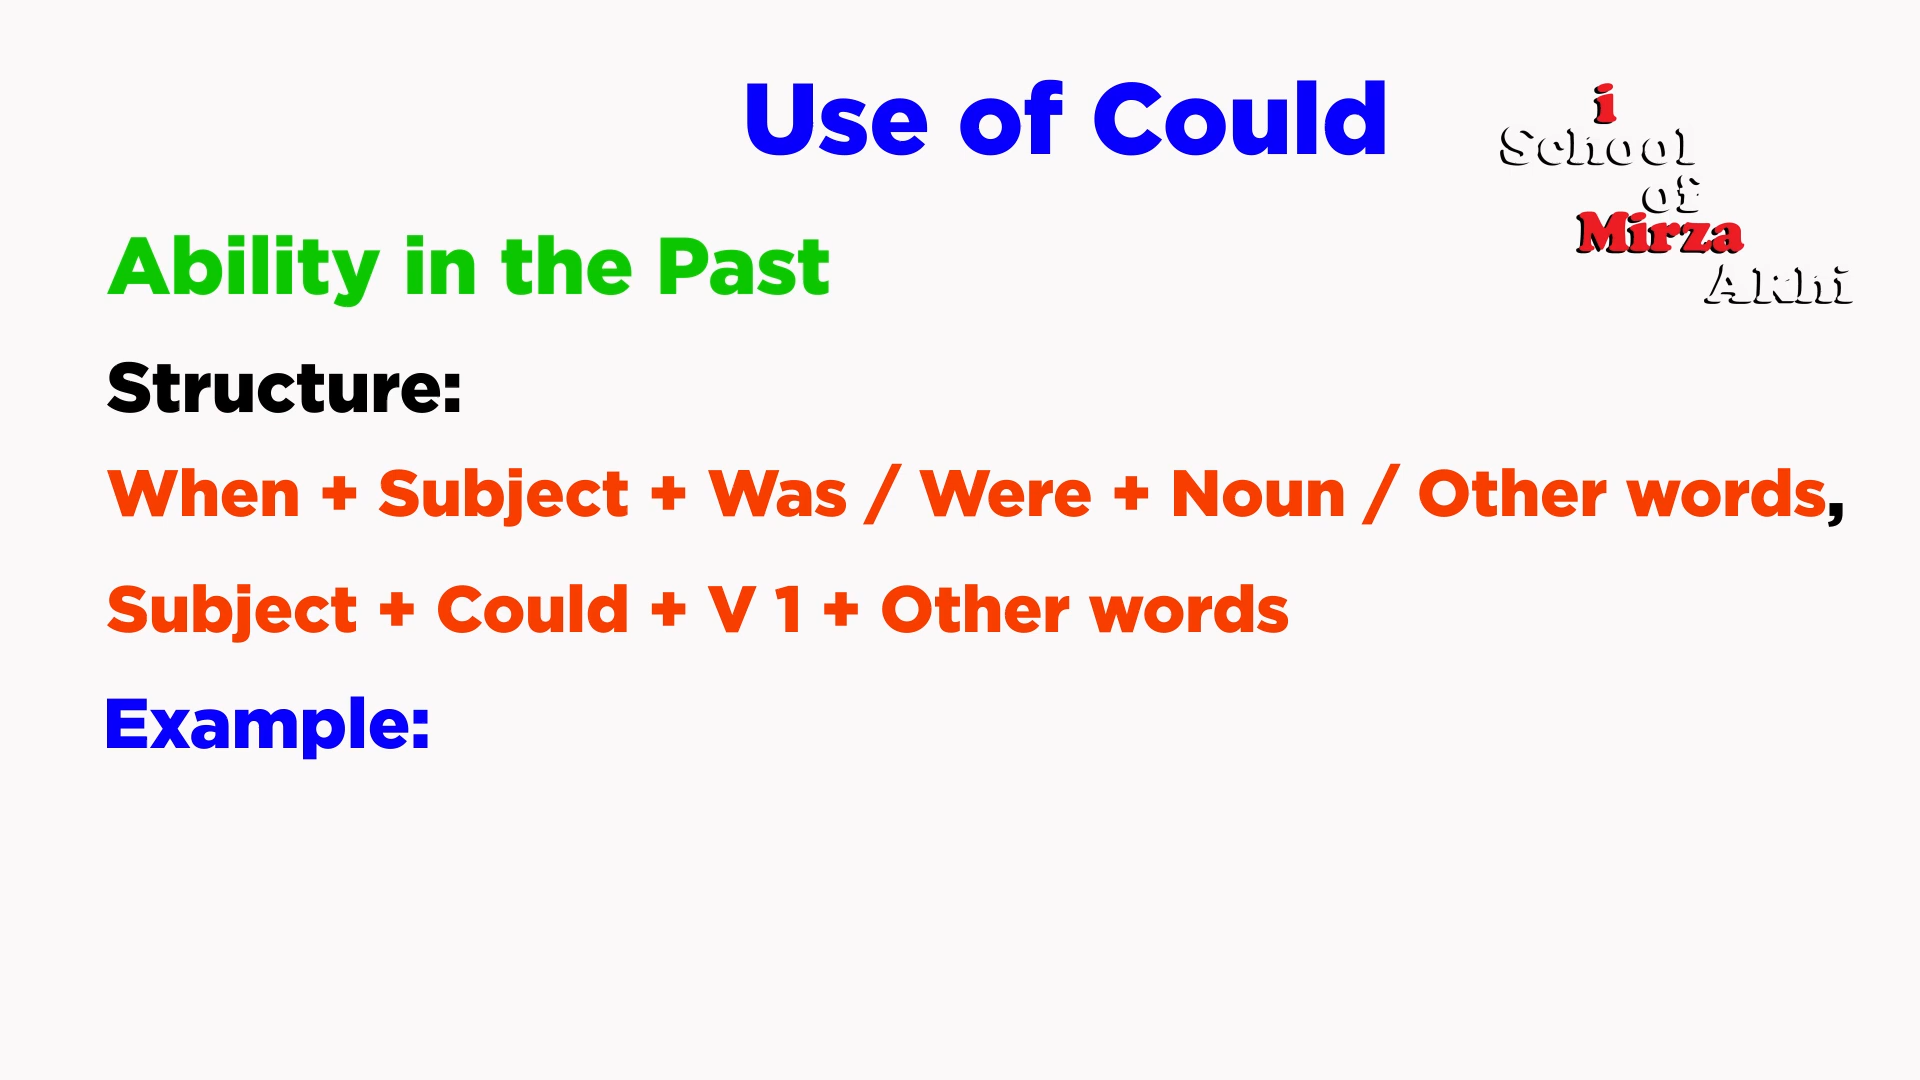 Use of Could
i
School
of
Mirza
Akhi
Ability in the Past
Structure:
When + Subject + Was / Were + Noun / Other words,
Subject + Could + V 1 + Other words
Example: